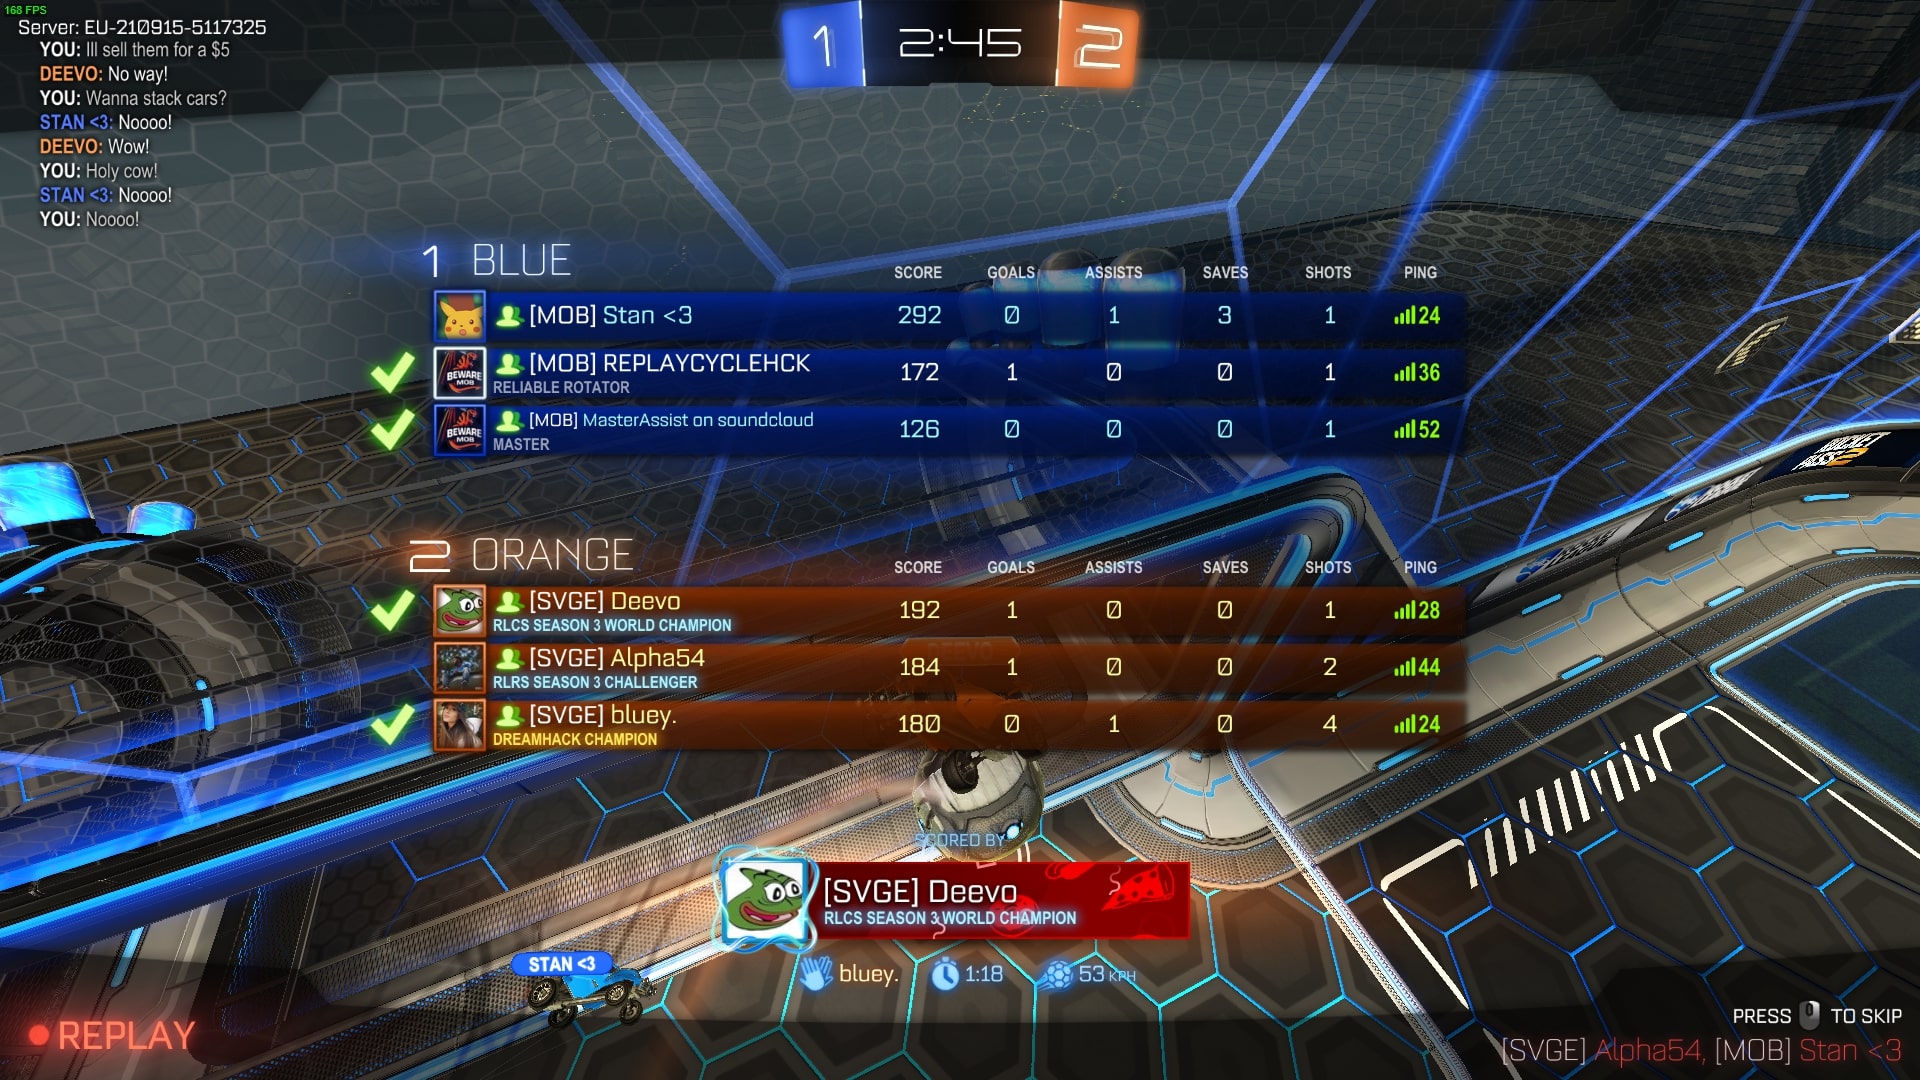 168 FPS
Server: EU-210915-5117325
YOU: Ill sell them for a $5
DEEVO: No way!
YOU: Wanna stack cars?
STAN <3: Noooo!
DEEVO: Wow!
YOU: Holy cow!
STAN <3: Noooo!
YOU: Noooo!
1 2:45 2
1 BLUE
SCORE GOALS ASSISTS SAVES SHOTS PING
[MOB] Stan <3 292 0 1 3 1 24
BEWARE MOB
[MOB] REPLAYCYCLEHCK 172 1 0 0 1 36
RELIABLE ROTATOR
BEWARE MOB
[MOB] MasterAssist on soundcloud 126 0 0 0 1 52
MASTER
ROCKET PASS 2
2 ORANGE
SCORE GOALS ASSISTS SAVES SHOTS PING
[SVGE] Deevo 192 1 0 0 1 28
RLCS SEASON 3 WORLD CHAMPION
[SVGE] Alpha54 184 1 0 0 2 44
RLRS SEASON 3 CHALLENGER
[SVGE] bluey. 180 0 1 0 4 24
DREAMHACK CHAMPION
SCORED BY
[SVGE] Deevo
RLCS SEASON 3 WORLD CHAMPION
STAN <3
bluey. 1:18 53 KPH
REPLAY
PRESS TO SKIP
[SVGE] Alpha54, [MOB] Stan <3